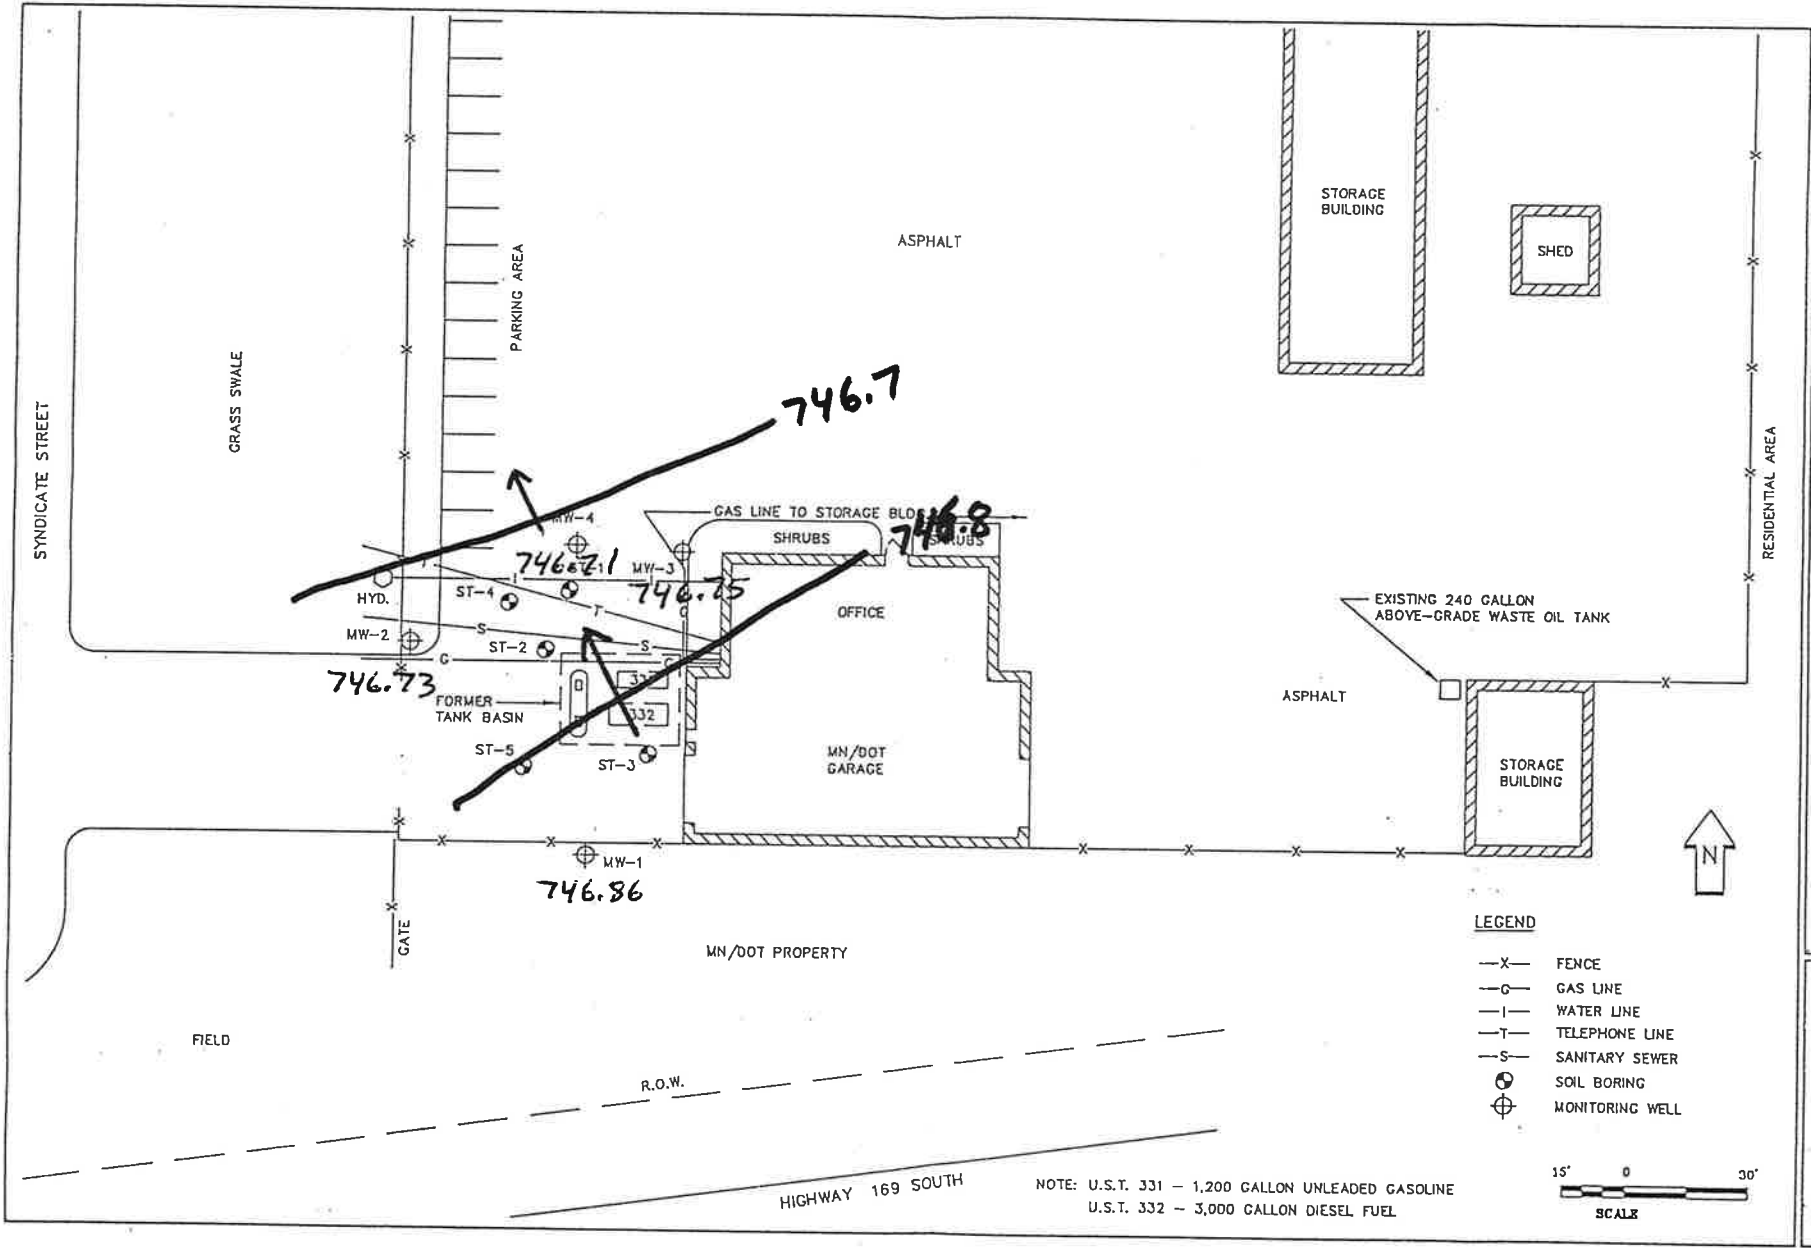 STORAGE
BUILDING
SHED
ASPHALT
PARKING AREA
GRASS SWALE
SYNDICATE STREET
RESIDENTIAL AREA
746.7
MW-4
GAS LINE TO STORAGE BLD
746.8
SHRUBS
SHRUBS
746.71
MW-3
746.75
HYD.
ST-4
OFFICE
EXISTING 240 GALLON
ABOVE-GRADE WASTE OIL TANK
MW-2
ST-2
746.73
FORMER
TANK BASIN
332
ASPHALT
ST-5
ST-3
MN/DOT
GARAGE
STORAGE
BUILDING
MW-1
746.86
GATE
MN/DOT PROPERTY
N
FIELD
R.O.W.
HIGHWAY 169 SOUTH
LEGEND
—X— FENCE
—G— GAS LINE
—I— WATER LINE
—T— TELEPHONE LINE
—S— SANITARY SEWER
SOIL BORING
MONITORING WELL
NOTE: U.S.T. 331 — 1,200 GALLON UNLEADED GASOLINE
U.S.T. 332 — 3,000 GALLON DIESEL FUEL
15' 0 30'
SCALE